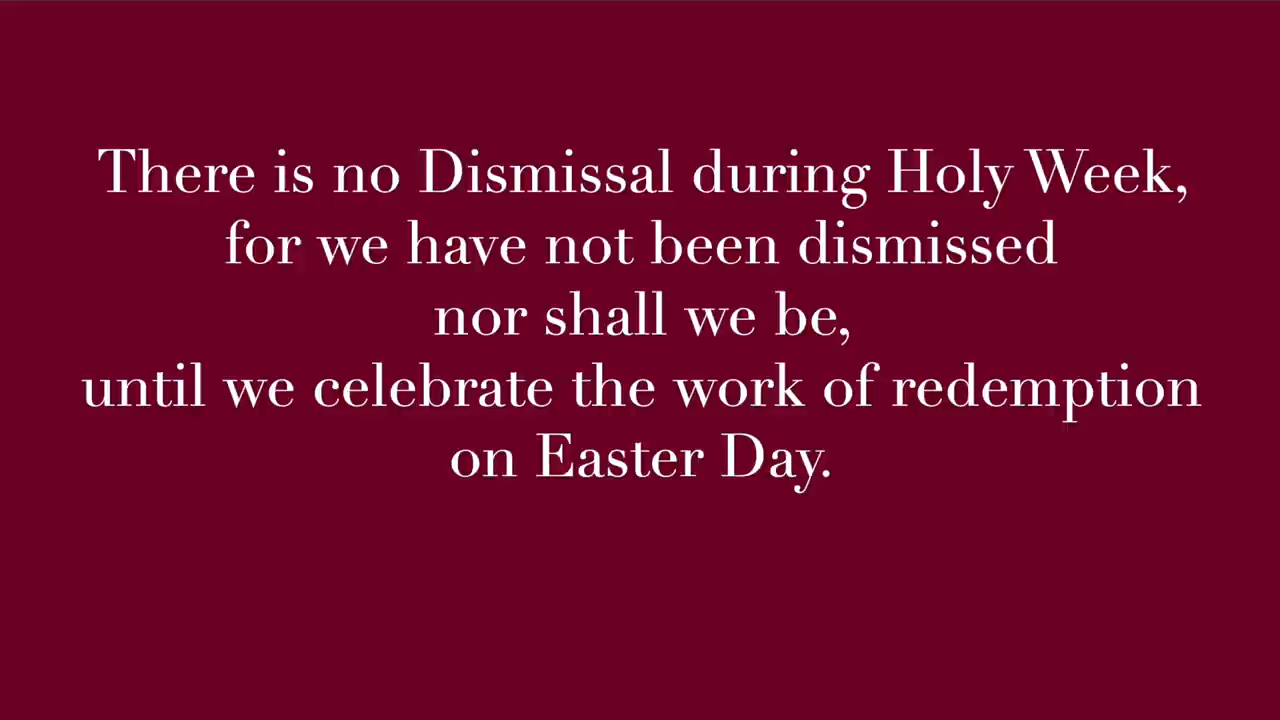 There is no Dismissal during Holy Week,
for we have not been dismissed
nor shall we be,
until we celebrate the work of redemption
on Easter Day.